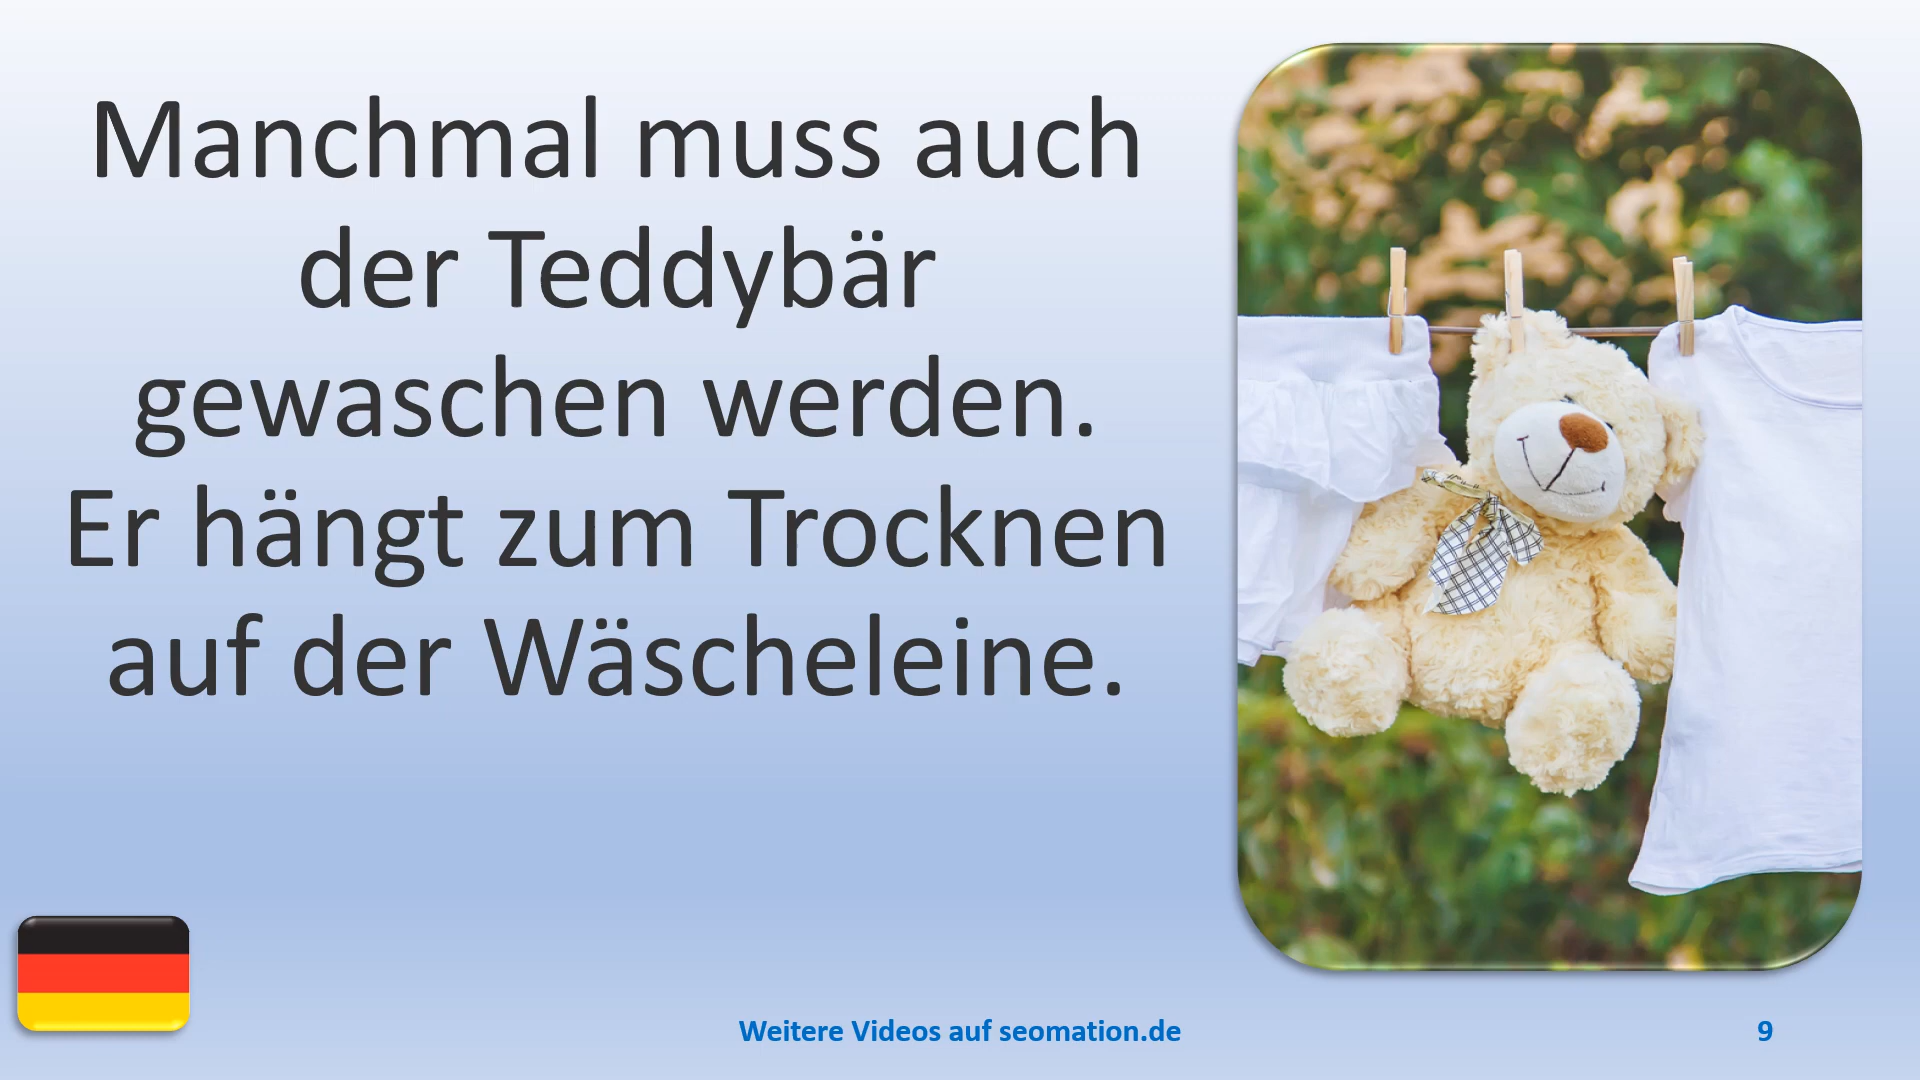 Manchmal muss auch
der Teddybär
gewaschen werden.
Er hängt zum Trocknen
auf der Wäscheleine.
Weitere Videos auf seomation.de
9